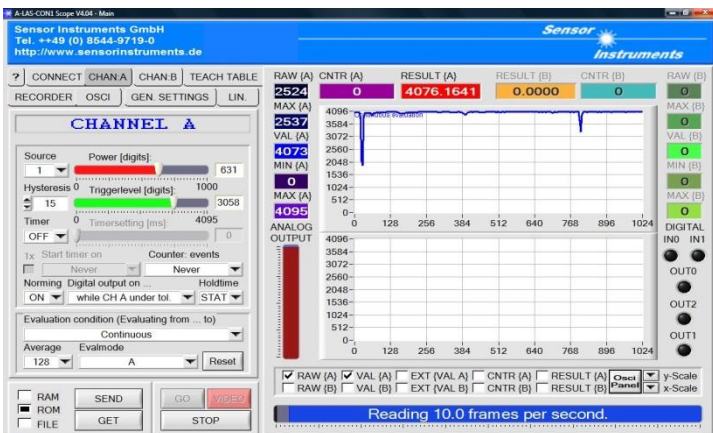 A-LAS-CON1 Scope V4.04 - Main
Sensor Instruments GmbH
Tel. ++49 (0) 8544-9719-0
http://www.sensorinstruments.de
Sensor
Instruments
? CONNECT CHAN:A CHAN:B TEACH TABLE
RECORDER OSCI GEN. SETTINGS LIN.
CHANNEL A
Source Power [digits]:
1 631
Hysteresis 0 Triggerlevel [digits]: 1000
15 3058
Timer 0 Timersetting [ms]: 4095
OFF 0
1x Start timer on Counter: events
Never Never
Norming Digital output on ... Holdtime
ON while CH A under tol. STAT
Evaluation condition (Evaluating from ... to)
Continuous
Average Evalmode
128 A Reset
RAM SEND GO VIDEO
ROM
FILE GET STOP
RAW {A} CNTR {A} RESULT {A} RESULT {B} CNTR {B} RAW {B}
2524 0 4076.1641 0.0000 0 0
MAX {A} MAX {B}
2537 0
VAL {A} VAL {B}
4073 0
MIN {A} MIN {B}
0 0
MAX {A} MAX {B}
4095 0
Continuous evaluation
4096
3584
3072
2560
2048
1536
1024
512
0
0 128 256 384 512 640 768 896 1024
ANALOG OUTPUT
DIGITAL
IN0 IN1
OUT0
OUT2
OUT1
4096
3584
3072
2560
2048
1536
1024
512
0
0 128 256 384 512 640 768 896 1024
RAW {A} VAL {A} EXT {VAL A} CNTR {A} RESULT {A} Osci Panel y-Scale
RAW {B} VAL {B} EXT {VAL B} CNTR {B} RESULT {B} x-Scale
Reading 10.0 frames per second.